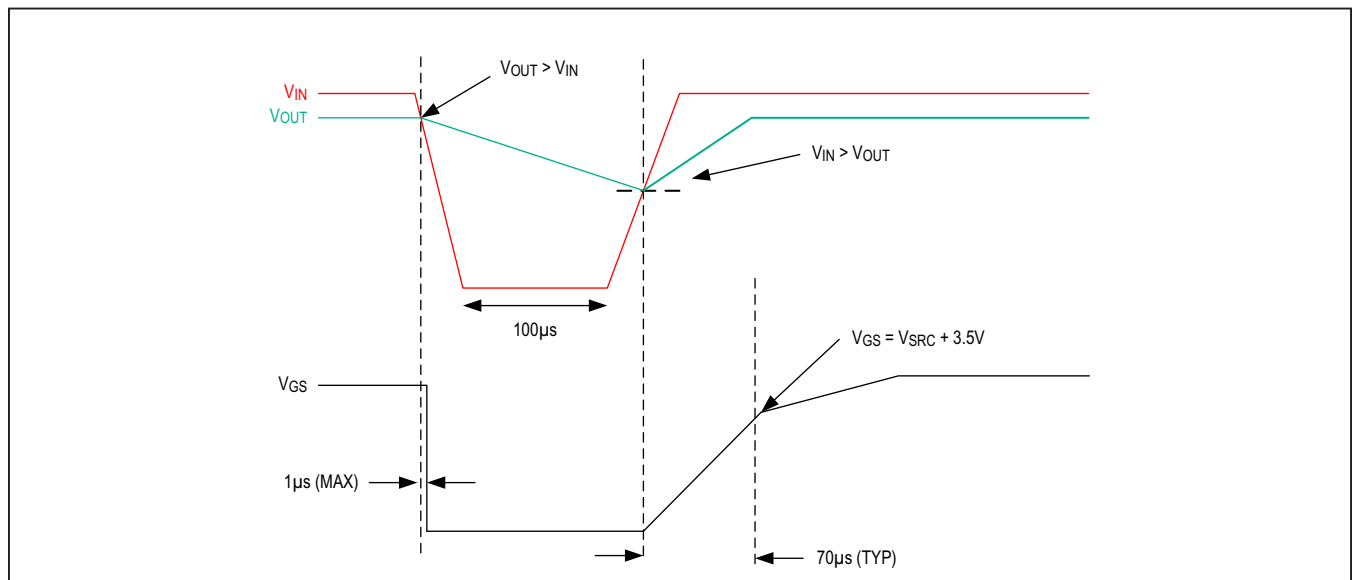 VOUT > VIN
VIN
VOUT
VIN > VOUT
100µs
VGS = VSRC + 3.5V
VGS
1µs (MAX)
70µs (TYP)